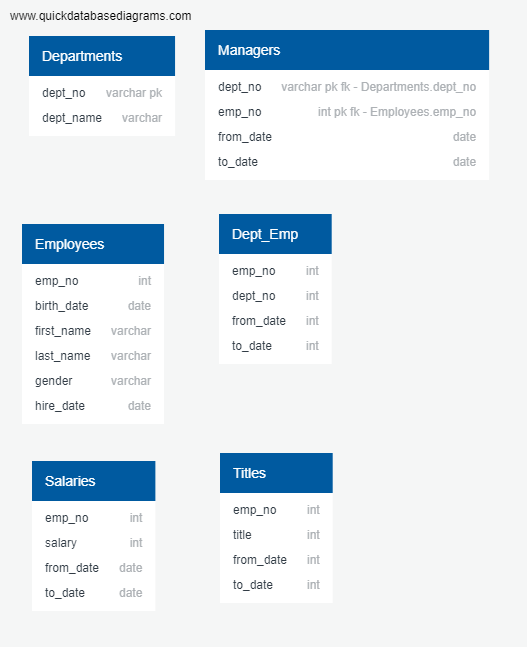 www.quickdatabasediagrams.com
Departments
dept_no varchar pk
dept_name varchar
Managers
dept_no varchar pk fk - Departments.dept_no
emp_no int pk fk - Employees.emp_no
from_date date
to_date date
Employees
emp_no int
birth_date date
first_name varchar
last_name varchar
gender varchar
hire_date date
Dept_Emp
emp_no int
dept_no int
from_date int
to_date int
Salaries
emp_no int
salary int
from_date date
to_date date
Titles
emp_no int
title int
from_date int
to_date int